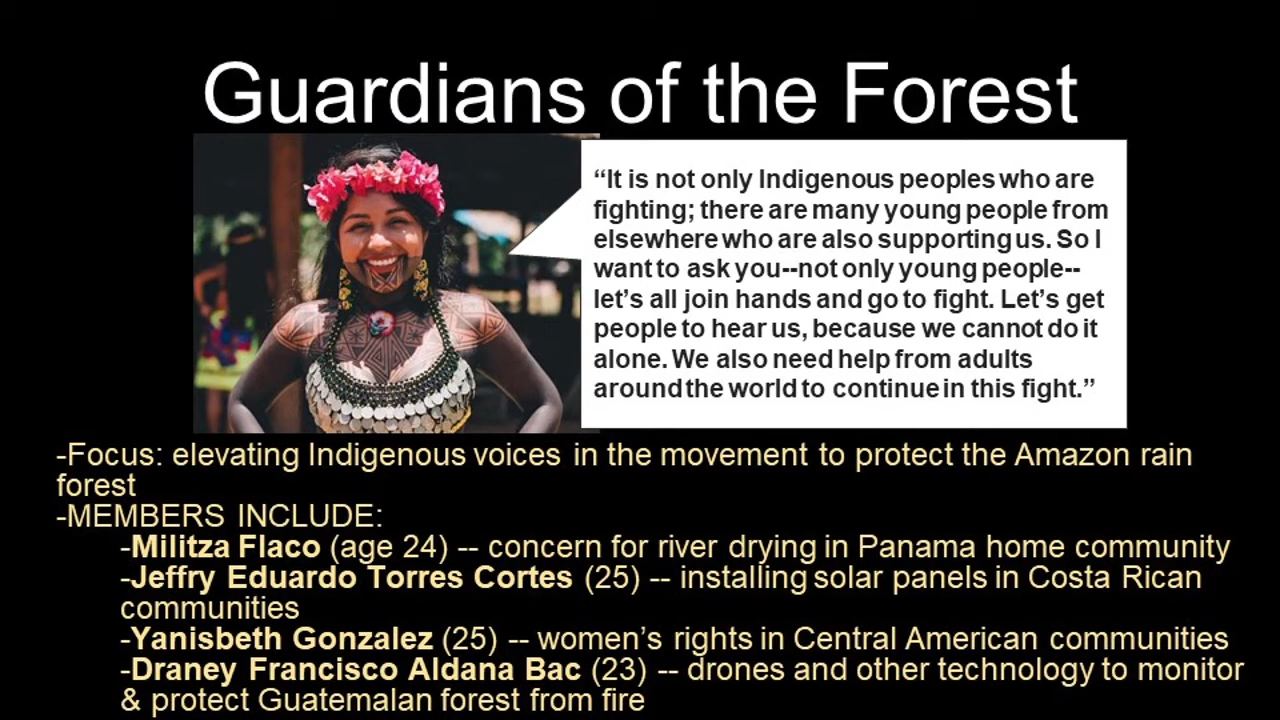 Guardians of the Forest
“It is not only Indigenous peoples who are
fighting; there are many young people from
elsewhere who are also supporting us. So I
want to ask you--not only young people--
let’s all join hands and go to fight. Let’s get
people to hear us, because we cannot do it
alone. We also need help from adults
around the world to continue in this fight.”
-Focus: elevating Indigenous voices in the movement to protect the Amazon rain
forest
-MEMBERS INCLUDE:
-Militza Flaco (age 24) -- concern for river drying in Panama home community
-Jeffry Eduardo Torres Cortes (25) -- installing solar panels in Costa Rican
communities
-Yanisbeth Gonzalez (25) -- women’s rights in Central American communities
-Draney Francisco Aldana Bac (23) -- drones and other technology to monitor
& protect Guatemalan forest from fire